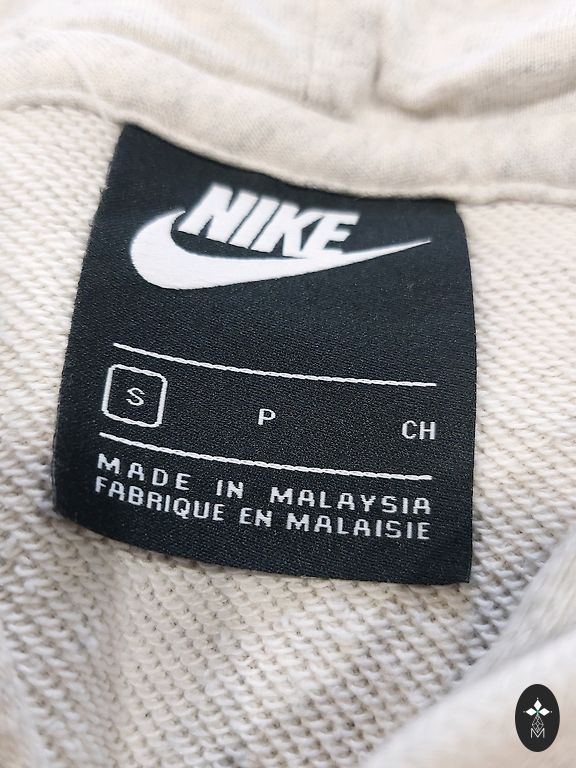 NIKE
S P CH
MADE IN MALAYSIA
FABRIQUE EN MALAISIE
M